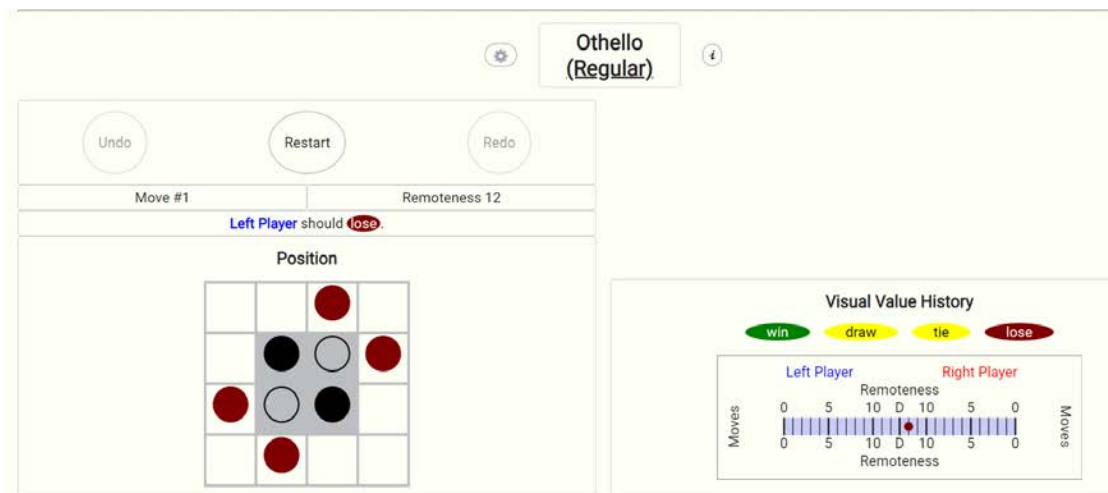 Othello
(Regular)
i
Undo
Restart
Redo
Move #1
Remoteness 12
Left Player should lose.
Position
Visual Value History
win draw tie lose
Left Player Right Player
Remoteness
0 5 10 D 10 5 0
Moves
Moves
0 5 10 D 10 5 0
Remoteness